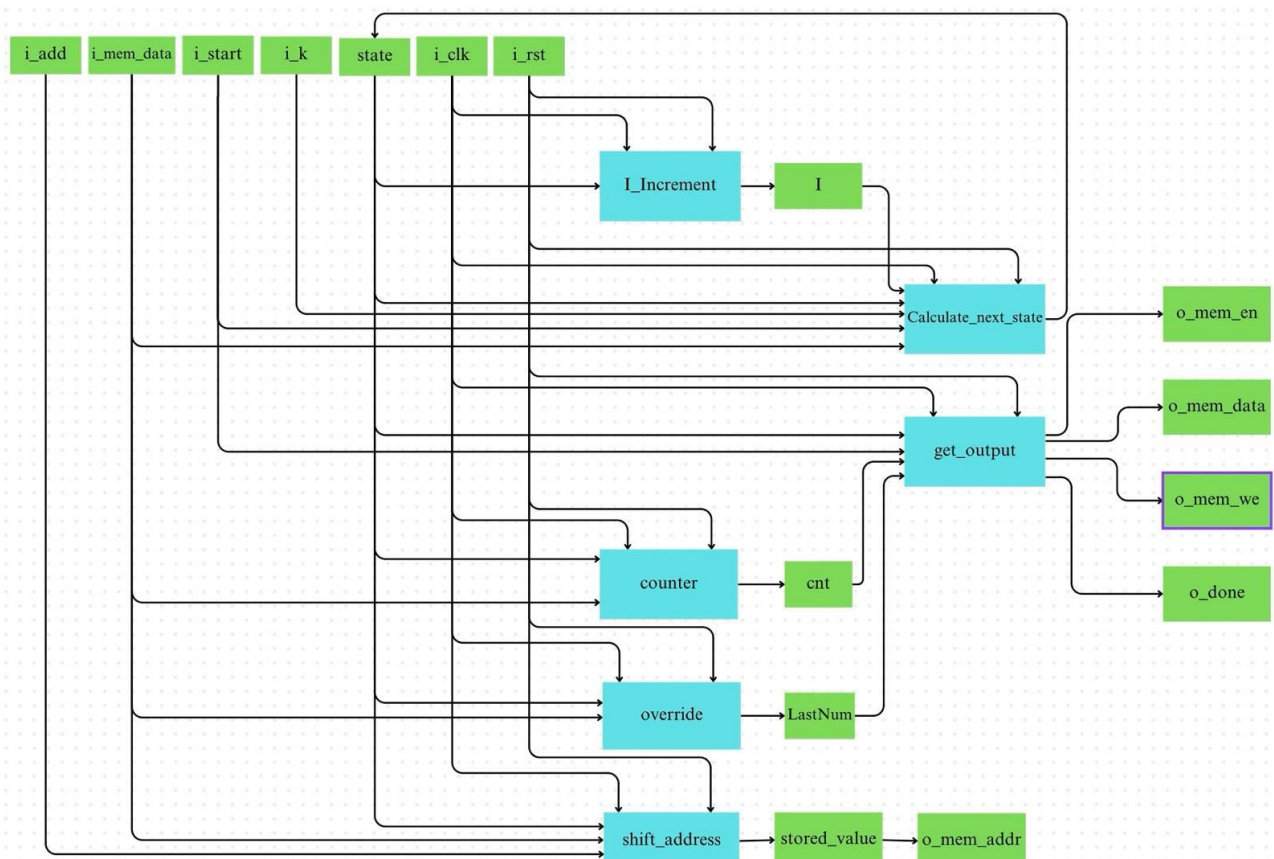 i_add
i_mem_data
i_start
i_k
state
i_clk
i_rst
I_Increment
I
Calculate_next_state
o_mem_en
o_mem_data
get_output
o_mem_we
counter
cnt
o_done
override
LastNum
shift_address
stored_value
o_mem_addr